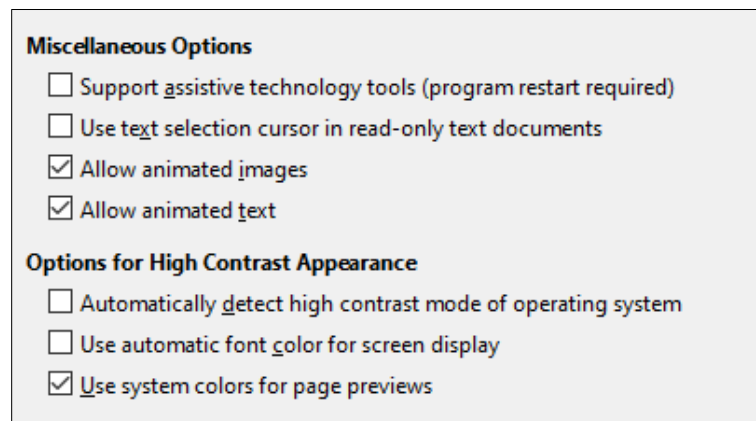 Miscellaneous Options
Support assistive technology tools (program restart required)
Use text selection cursor in read-only text documents
Allow animated images
Allow animated text
Options for High Contrast Appearance
Automatically detect high contrast mode of operating system
Use automatic font color for screen display
Use system colors for page previews